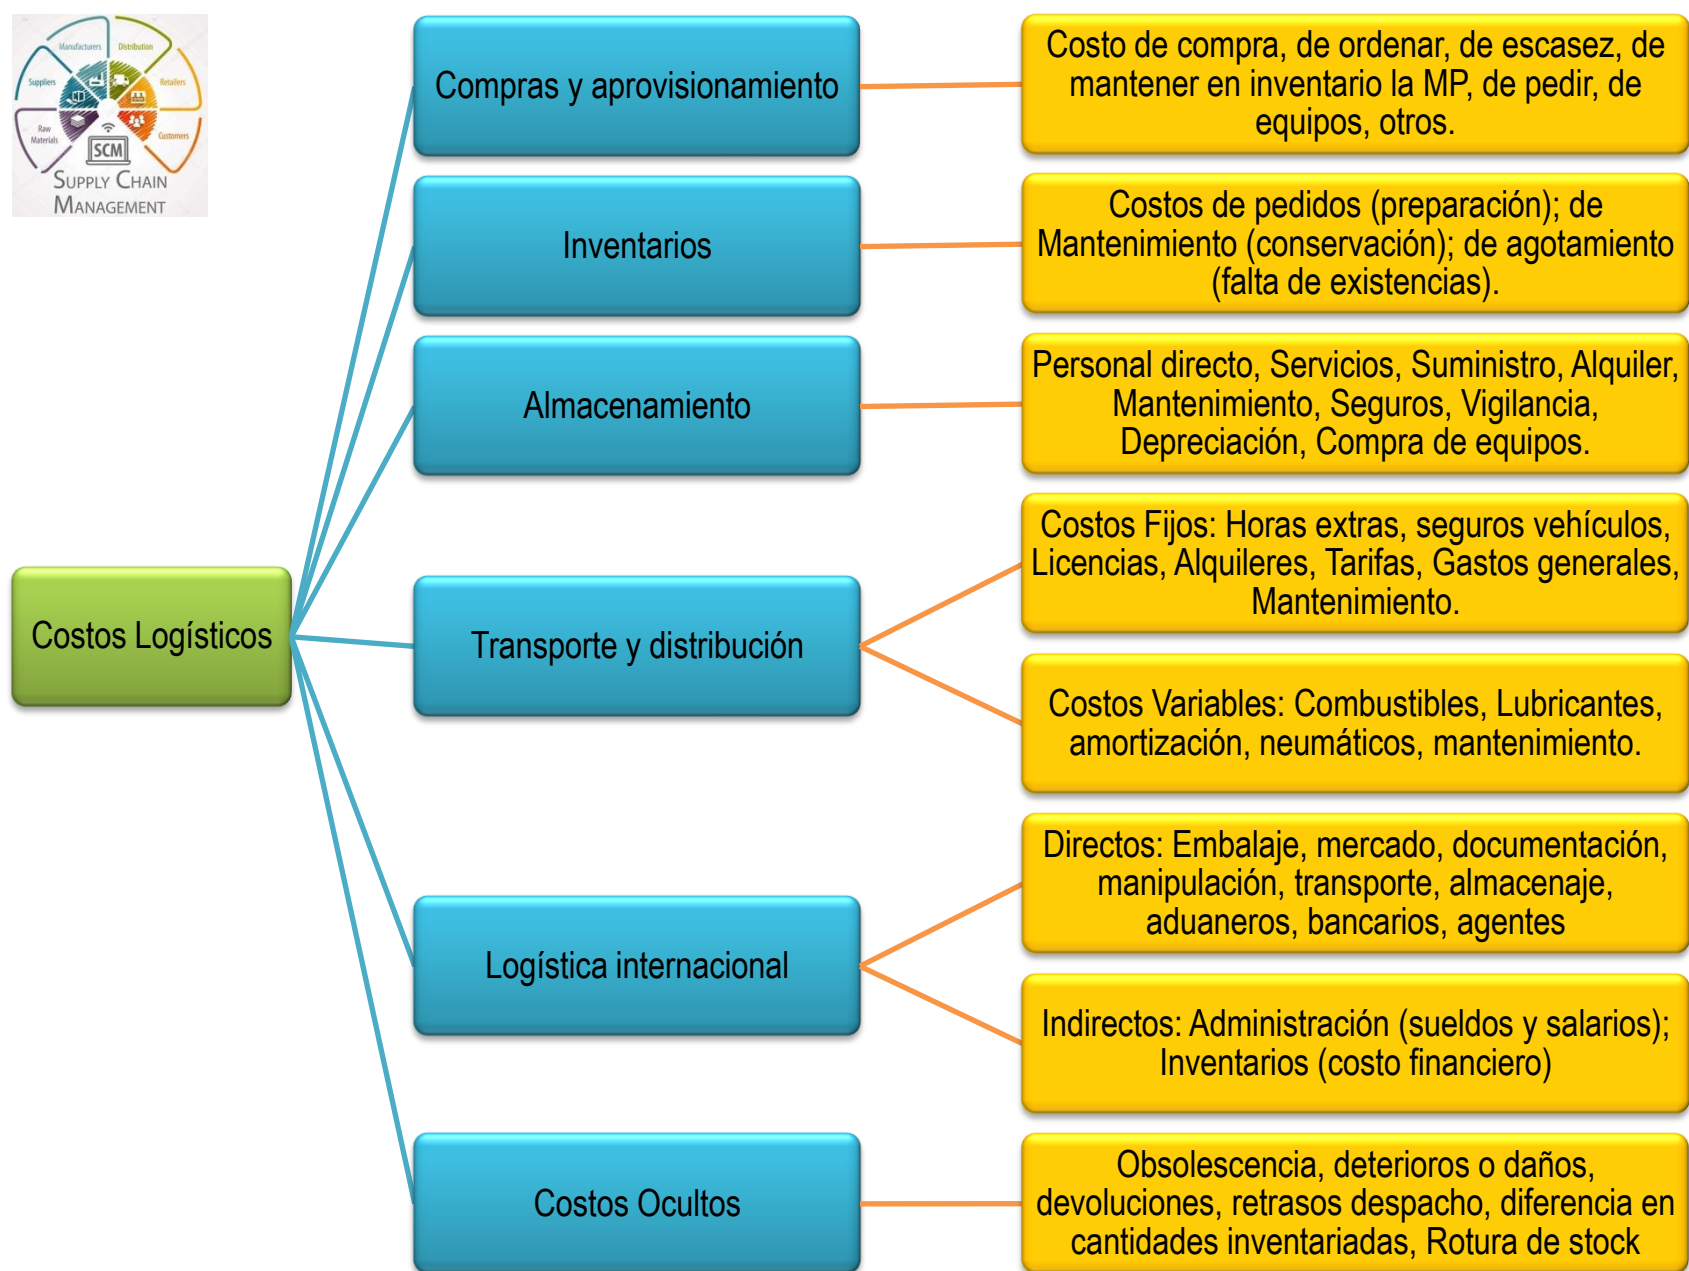 Manufacturers
Distribution
Suppliers
Retailers
Raw
Materials
Customers
SCM
SUPPLY CHAIN
MANAGEMENT
Costos Logísticos
Compras y aprovisionamiento
Costo de compra, de ordenar, de escasez, de
mantener en inventario la MP, de pedir, de
equipos, otros.
Inventarios
Costos de pedidos (preparación); de
Mantenimiento (conservación); de agotamiento
(falta de existencias).
Almacenamiento
Personal directo, Servicios, Suministro, Alquiler,
Mantenimiento, Seguros, Vigilancia,
Depreciación, Compra de equipos.
Transporte y distribución
Costos Fijos: Horas extras, seguros vehículos,
Licencias, Alquileres, Tarifas, Gastos generales,
Mantenimiento.
Costos Variables: Combustibles, Lubricantes,
amortización, neumáticos, mantenimiento.
Logística internacional
Directos: Embalaje, mercado, documentación,
manipulación, transporte, almacenaje,
aduaneros, bancarios, agentes
Indirectos: Administración (sueldos y salarios);
Inventarios (costo financiero)
Costos Ocultos
Obsolescencia, deterioros o daños,
devoluciones, retrasos despacho, diferencia en
cantidades inventariadas, Rotura de stock